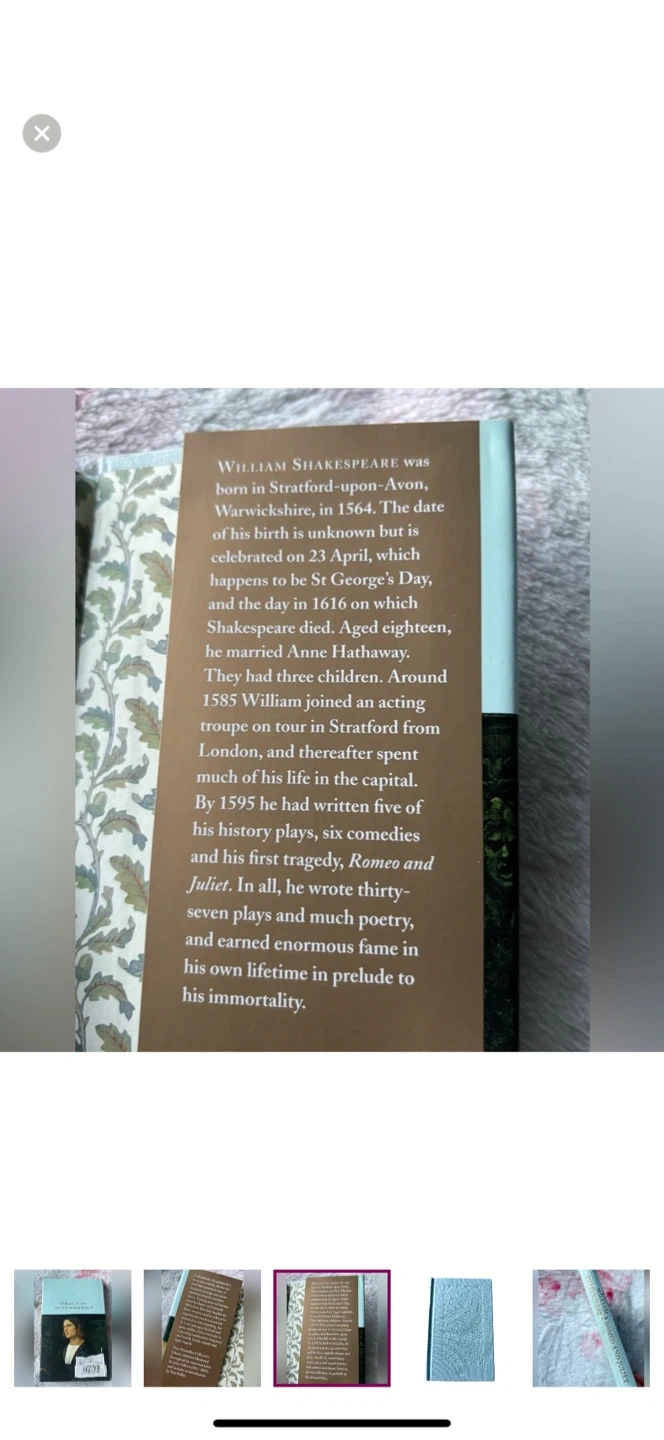 WILLIAM SHAKESPEARE was
born in Stratford-upon-Avon,
Warwickshire, in 1564. The date
of his birth is unknown but is
celebrated on 23 April, which
happens to be St George's Day,
and the day in 1616 on which
Shakespeare died. Aged eighteen,
he married Anne Hathaway.
They had three children. Around
1585 William joined an acting
troupe on tour in Stratford from
London, and thereafter spent
much of his life in the capital.
By 1595 he had written five of
his history plays, six comedies
and his first tragedy, Romeo and
Juliet. In all, he wrote thirty-
seven plays and much poetry,
and earned enormous fame in
his own lifetime in prelude to
his immortality.